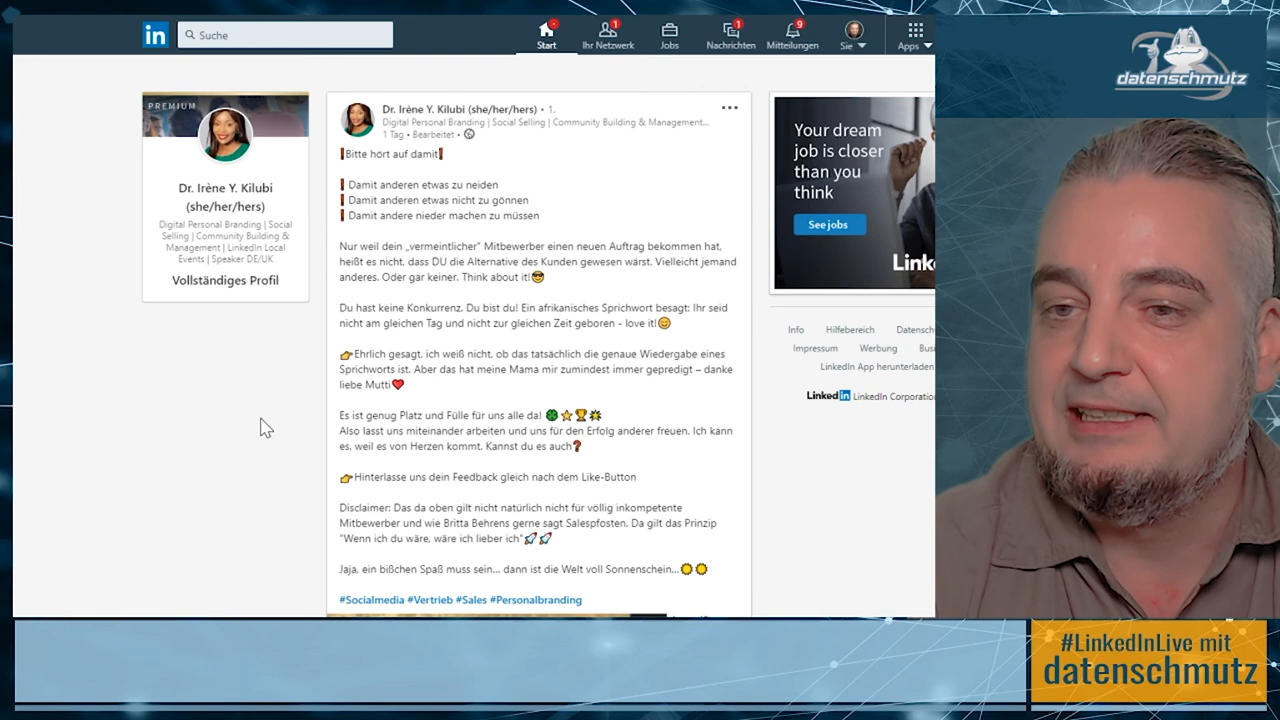 in
Suche
Start
1
Ihr Netzwerk
Jobs
1
Nachrichten
9
Mitteilungen
Sie
Apps
datenschmutz
PREMIUM
Dr. Irène Y. Kilubi
(she/her/hers)
Digital Personal Branding | Social
Selling | Community Building &
Management | LinkedIn Local
Events | Speaker DE/UK
Vollständiges Profil
Dr. Irène Y. Kilubi (she/her/hers) • 1.
Digital Personal Branding | Social Selling | Community Building & Management...
1 Tag • Bearbeitet •
❗Bitte hört auf damit❗
❗ Damit anderen etwas zu neiden
❗ Damit anderen etwas nicht zu gönnen
❗ Damit andere nieder machen zu müssen
Nur weil dein „vermeintlicher" Mitbewerber einen neuen Auftrag bekommen hat,
heißt es nicht, dass DU die Alternative des Kunden gewesen wärst. Vielleicht jemand
anderes. Oder gar keiner. Think about it!😎
Du hast keine Konkurrenz. Du bist du! Ein afrikanisches Sprichwort besagt: Ihr seid
nicht am gleichen Tag und nicht zur gleichen Zeit geboren - love it!😊
👉Ehrlich gesagt, ich weiß nicht, ob das tatsächlich die genaue Wiedergabe eines
Sprichworts ist. Aber das hat meine Mama mir zumindest immer gepredigt – danke
liebe Mutti❤️
Es ist genug Platz und Fülle für uns alle da! 🍀⭐🏆💥
Also lasst uns miteinander arbeiten und uns für den Erfolg anderer freuen. Ich kann
es, weil es von Herzen kommt. Kannst du es auch❓
👉Hinterlasse uns dein Feedback gleich nach dem Like-Button
Disclaimer: Das da oben gilt nicht natürlich nicht für völlig inkompetente
Mitbewerber und wie Britta Behrens gerne sagt Salespfosten. Da gilt das Prinzip
"Wenn ich du wäre, wäre ich lieber ich"🚀🚀
Jaja, ein bißchen Spaß muss sein... dann ist die Welt voll Sonnenschein...🌞🌞
#Socialmedia #Vertrieb #Sales #Personalbranding
Your dream
job is closer
than you
think
See jobs
Link
Info Hilfebereich Datensch
Impressum Werbung Busi
LinkedIn App herunterladen
Linked in LinkedIn Corporatio
#LinkedInLive mit
datenschmutz